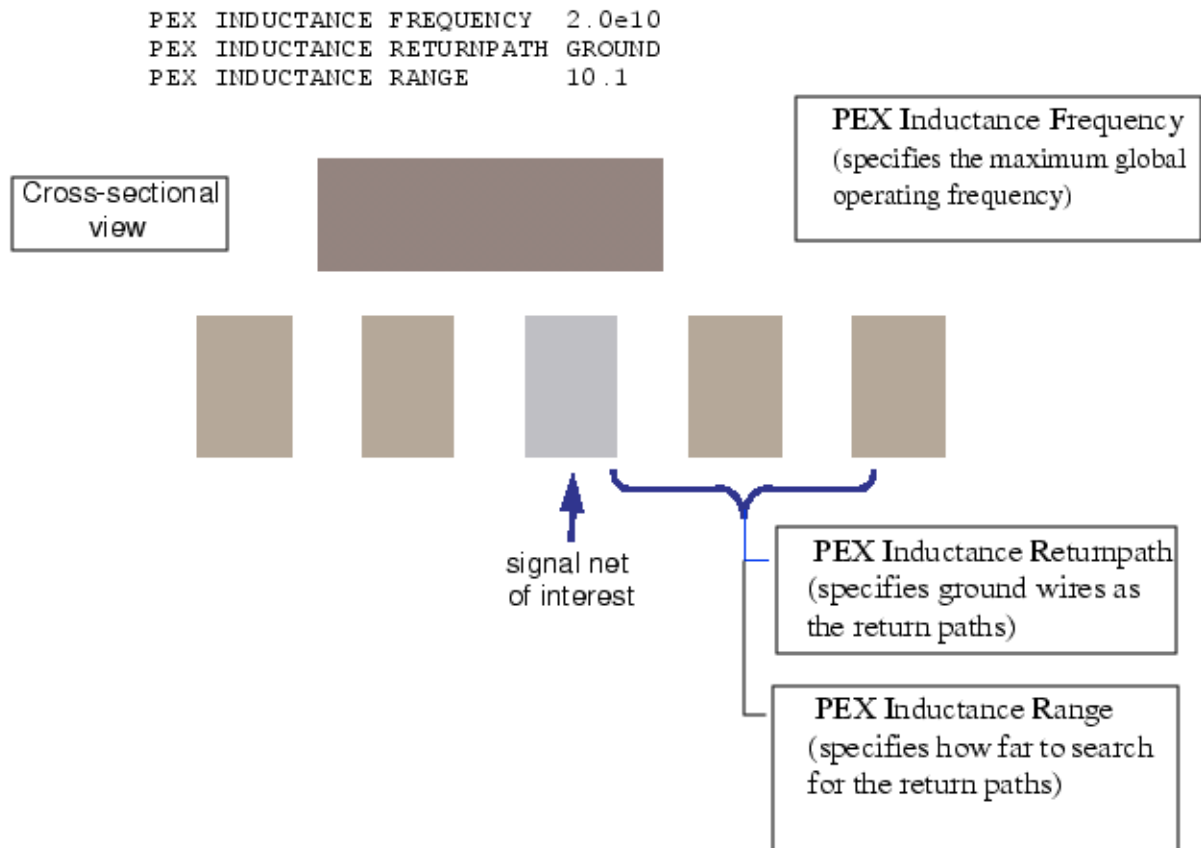 PEX INDUCTANCE FREQUENCY 2.0e10
PEX INDUCTANCE RETURNPATH GROUND
PEX INDUCTANCE RANGE 10.1
PEX Inductance Frequency
(specifies the maximum global
operating frequency)
Cross-sectional
view
signal net
of interest
PEX Inductance Returnpath
(specifies ground wires as
the return paths)
PEX Inductance Range
(specifies how far to search
for the return paths)